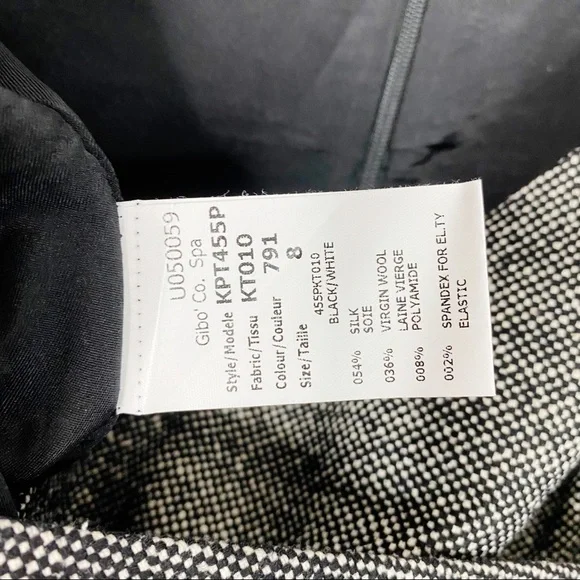 U050059
Gibo' Co. Spa
Style/Modele KPT455P
Fabric/Tissu KT010
Colour/Couleur 791
Size/Taille 8
455PKT010
BLACK/WHITE
054% SILK
SOIE
036% VIRGIN WOOL
LAINE VIERGE
008% POLYAMIDE
002% SPANDEX FOR EL.TY
ELASTIC